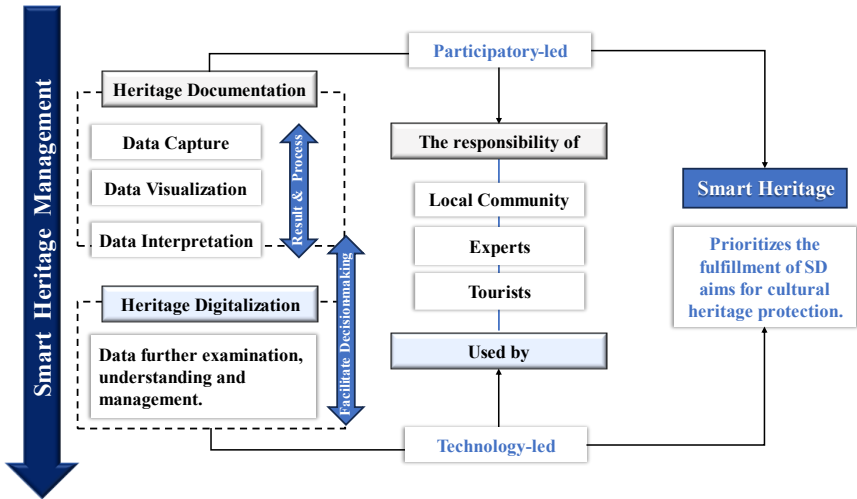 Smart Heritage Management
Participatory-led
Heritage Documentation
Data Capture
Data Visualization
Data Interpretation
Result & Process
Heritage Digitalization
Data further examination,
understanding and
management.
Facilitate Decisionmaking
The responsibility of
Local Community
Experts
Tourists
Used by
Technology-led
Smart Heritage
Prioritizes the
fulfillment of SD
aims for cultural
heritage protection.